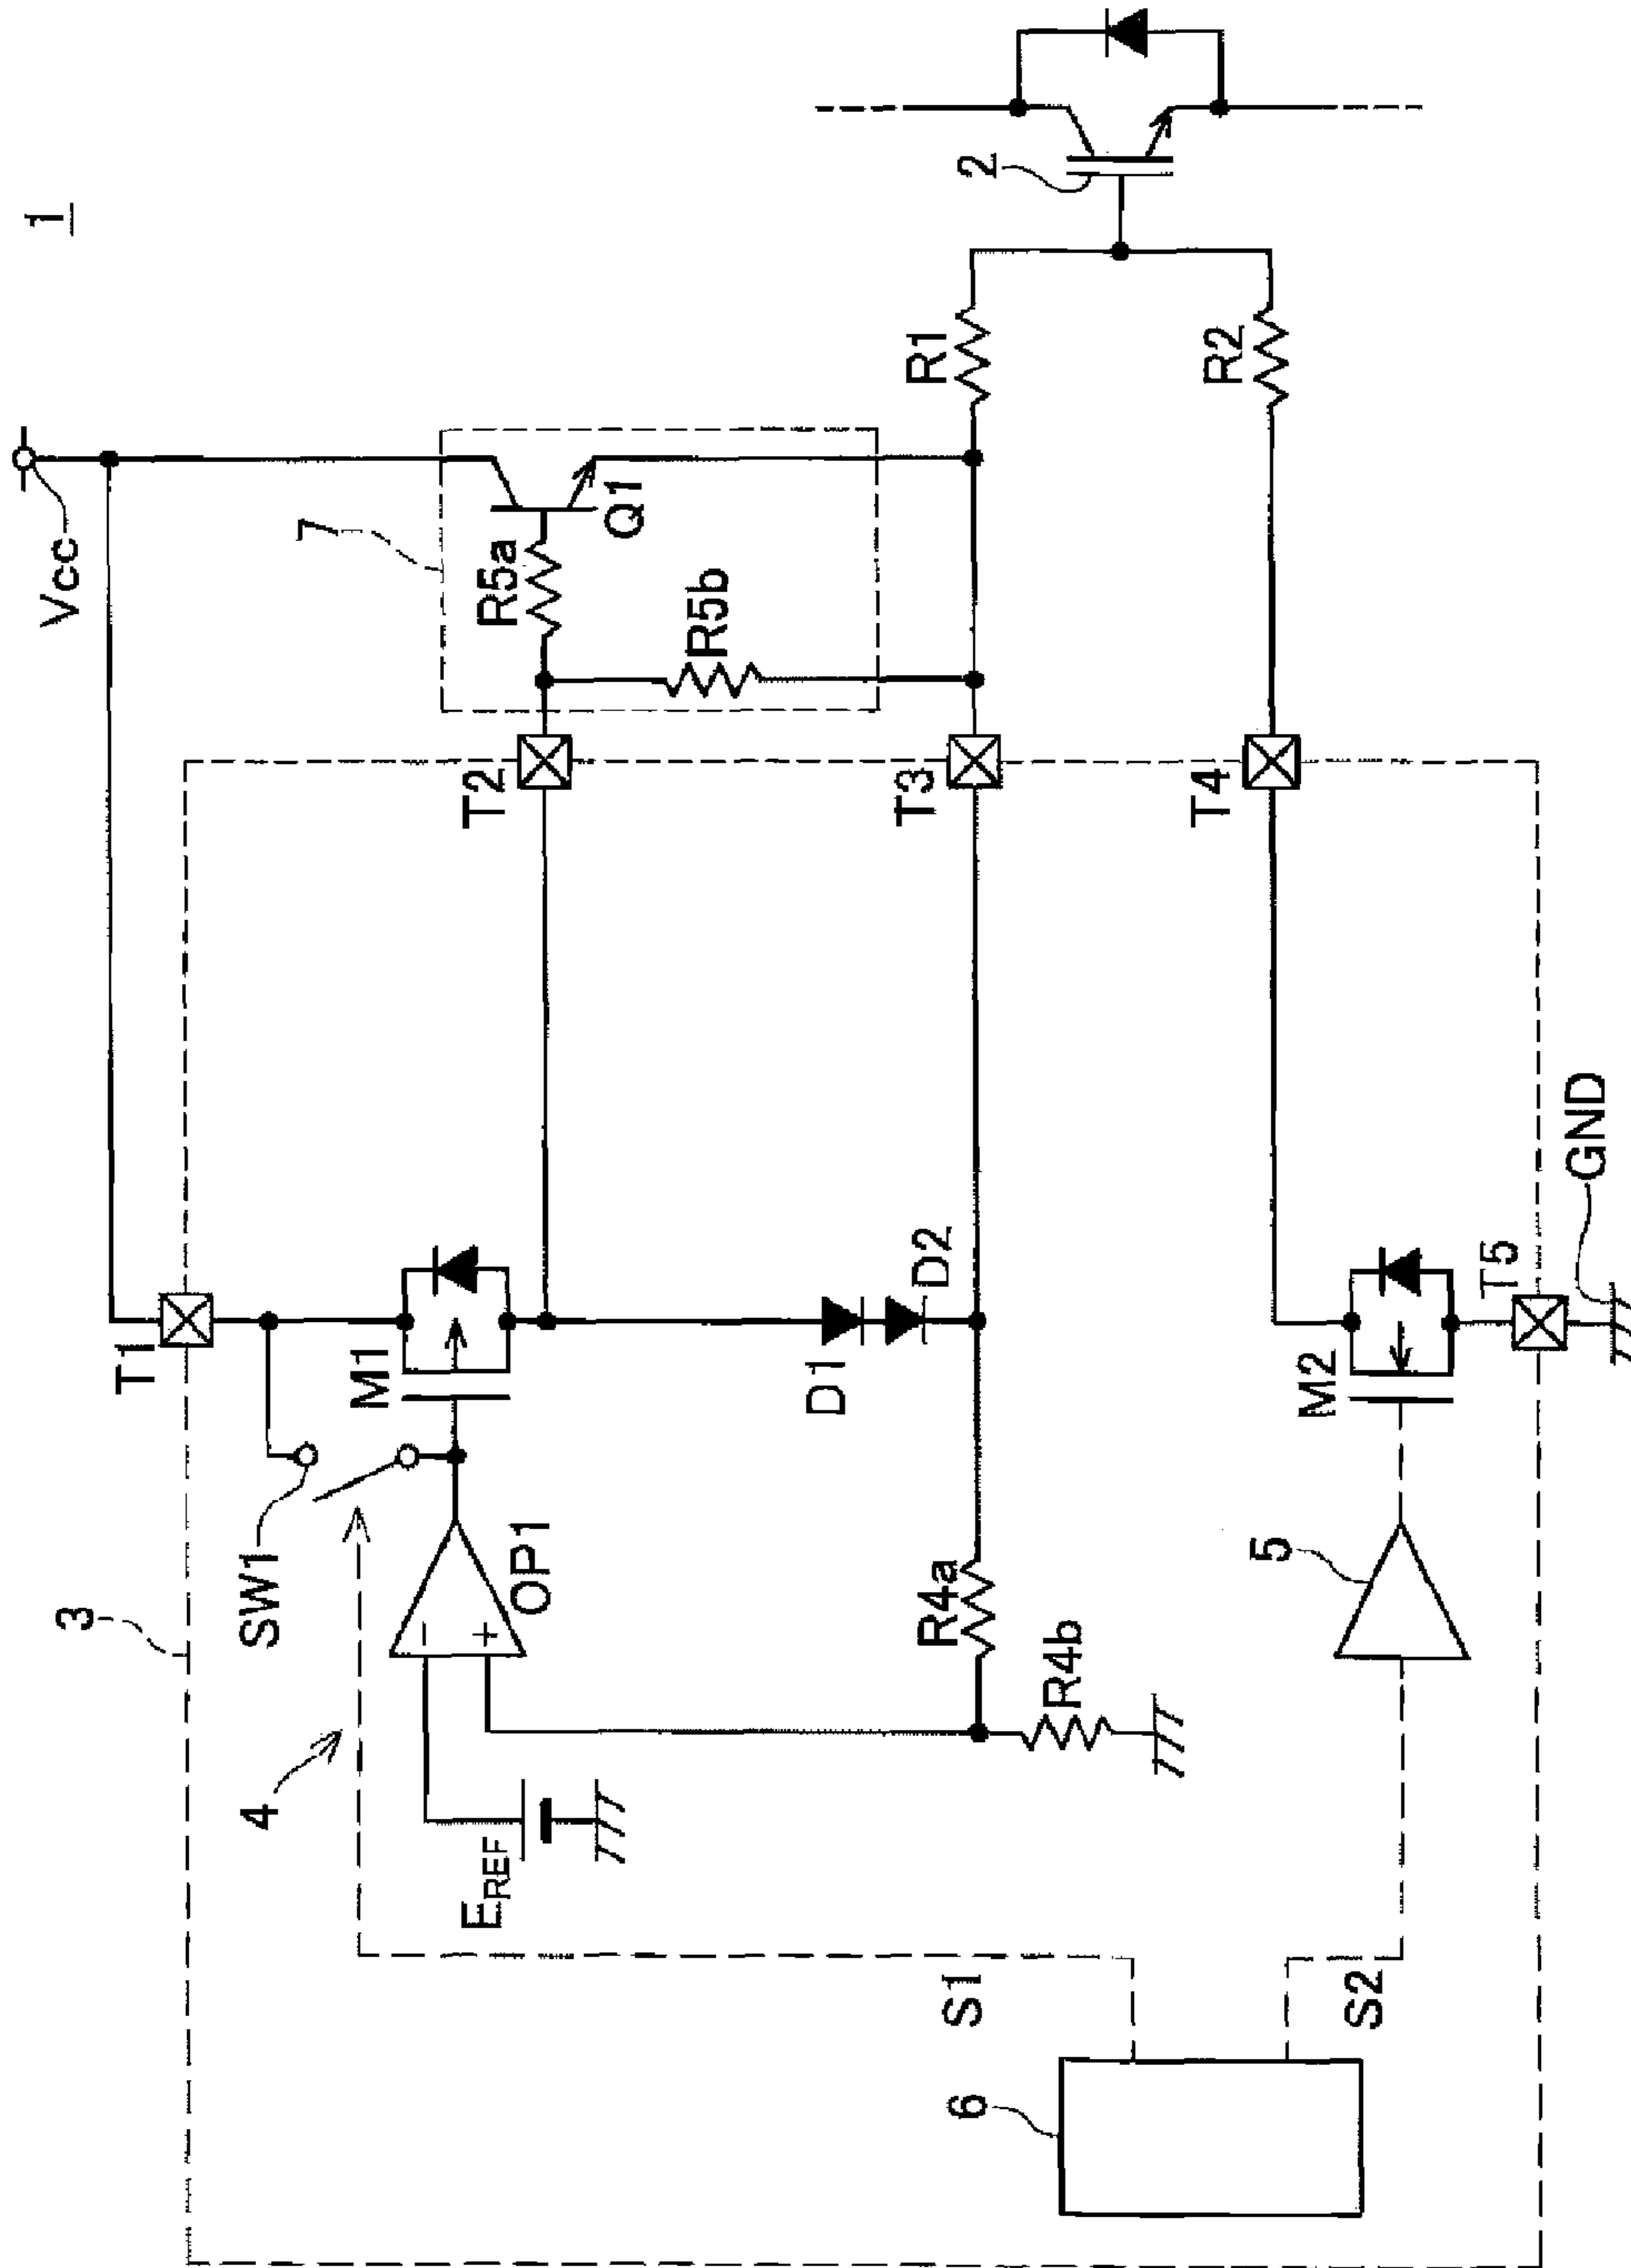 1
Vcc
7
Q1
R5a
R5b
2
R1
R2
T1
T2
T3
T4
T5
GND
3
SW1
M1
OP1
−
+
D1
D2
4
E_REF
R4a
R4b
M2
5
S1
S2
6